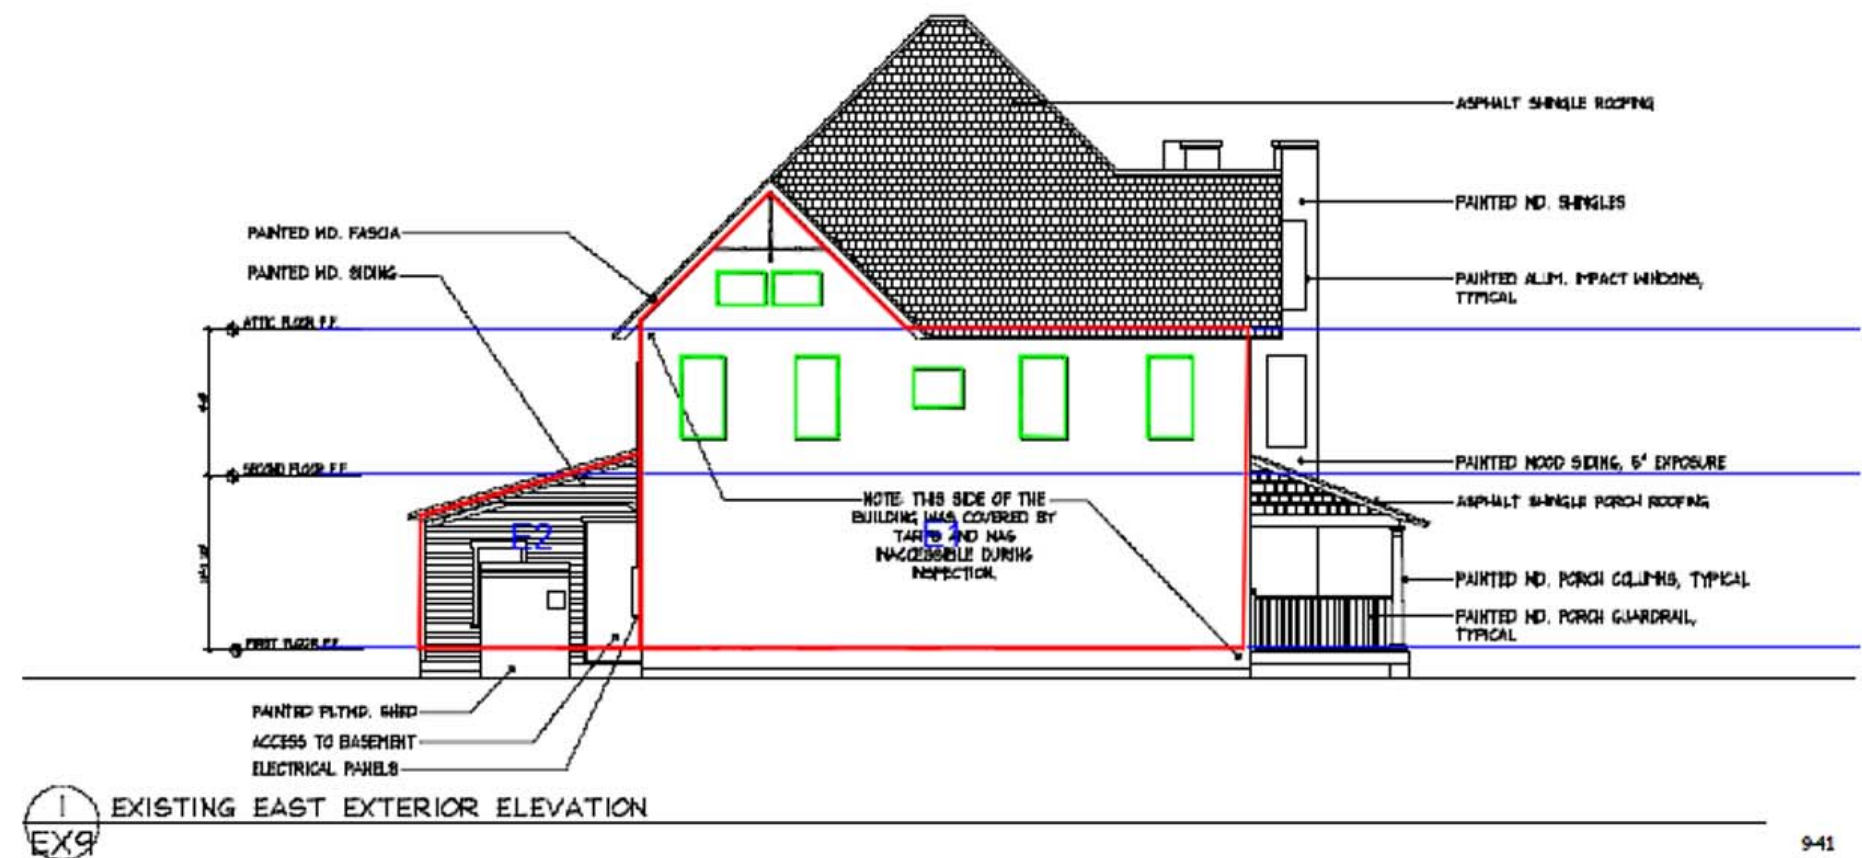 ASPHALT SHINGLE ROOFING
PAINTED WD. SHINGLES
PAINTED ALUM. IMPACT WINDOWS,
TYPICAL
PAINTED WOOD SIDING, 5" EXPOSURE
ASPHALT SHINGLE PORCH ROOFING
PAINTED WD. PORCH COLUMNS, TYPICAL
PAINTED WD. PORCH GUARDRAIL,
TYPICAL
PAINTED WD. FASCIA
PAINTED WD. SIDING
ATTIC FLOOR F.F.
SECOND FLOOR F.F.
FIRST FLOOR F.F.
E2
E1
NOTE: THIS SIDE OF THE
BUILDING WAS COVERED BY
TARPS AND WAS
INACCESSIBLE DURING
INSPECTION.
PAINTED PLYWD. SHED
ACCESS TO BASEMENT
ELECTRICAL PANELS
1
EX9
EXISTING EAST EXTERIOR ELEVATION
9-41